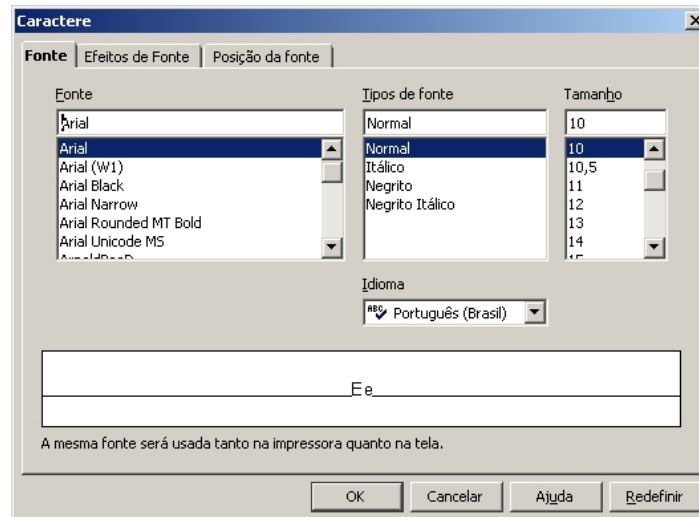 Caractere
Fonte Efeitos de Fonte Posição da fonte
Fonte Tipos de fonte Tamanho
Arial Normal 10
Arial Normal 10
Arial (W1) Itálico 10,5
Arial Black Negrito 11
Arial Narrow Negrito Itálico 12
Arial Rounded MT Bold 13
Arial Unicode MS 14
Idioma
Português (Brasil)
Ee
A mesma fonte será usada tanto na impressora quanto na tela.
OK Cancelar Ajuda Redefinir